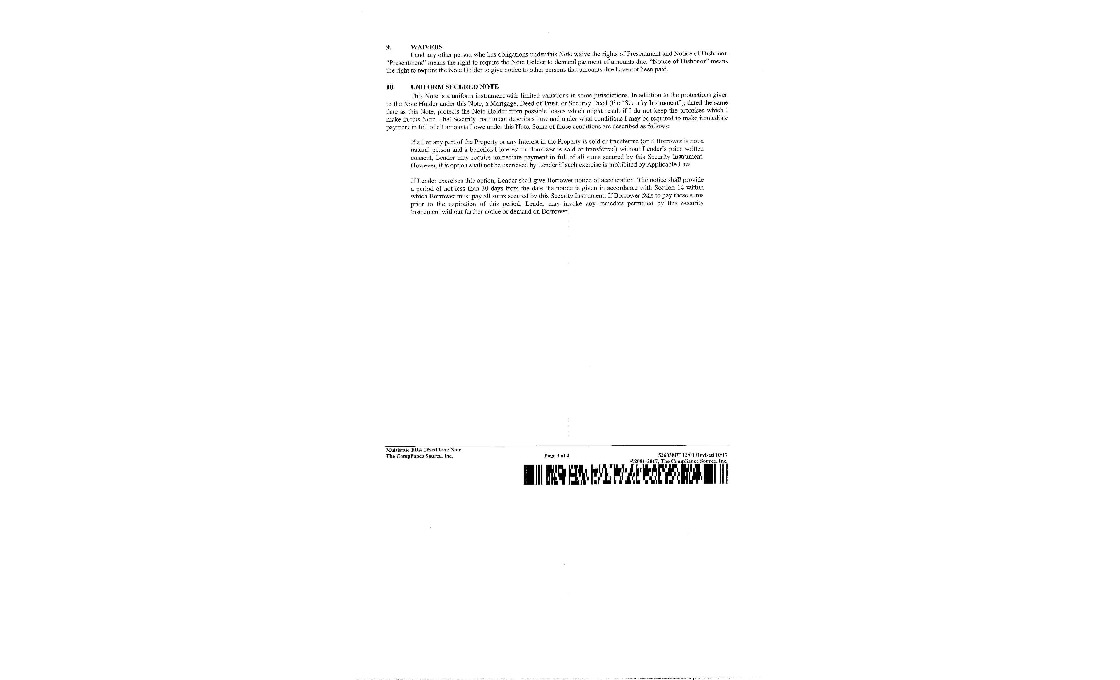 9. WAIVERS
I and any other person who has obligations under this Note waive the rights of Presentment and Notice of Dishonor.
"Presentment" means the right to require the Note Holder to demand payment of amounts due. "Notice of Dishonor" means
the right to require the Note Holder to give notice to other persons that amounts due have not been paid.
10. UNIFORM SECURED NOTE
This Note is a uniform instrument with limited variations in some jurisdictions. In addition to the protections given
to the Note Holder under this Note, a Mortgage, Deed of Trust, or Security Deed (the "Security Instrument"), dated the same
date as this Note, protects the Note Holder from possible losses which might result if I do not keep the promises which I
make in this Note. That Security Instrument describes how and under what conditions I may be required to make immediate
payment in full of all amounts I owe under this Note. Some of those conditions are described as follows:
If all or any part of the Property or any Interest in the Property is sold or transferred (or if Borrower is not a
natural person and a beneficial interest in Borrower is sold or transferred) without Lender's prior written
consent, Lender may require immediate payment in full of all sums secured by this Security Instrument.
However, this option shall not be exercised by Lender if such exercise is prohibited by Applicable Law.
If Lender exercises this option, Lender shall give Borrower notice of acceleration. The notice shall provide
a period of not less than 30 days from the date the notice is given in accordance with Section 14 within
which Borrower must pay all sums secured by this Security Instrument. If Borrower fails to pay these sums
prior to the expiration of this period, Lender may invoke any remedies permitted by this Security
Instrument without further notice or demand on Borrower.
Multistate Fixed Rate Note
The Compliance Source, Inc.
Page 3 of 4
Revised 10/17
©2001-2017, The Compliance Source, Inc.